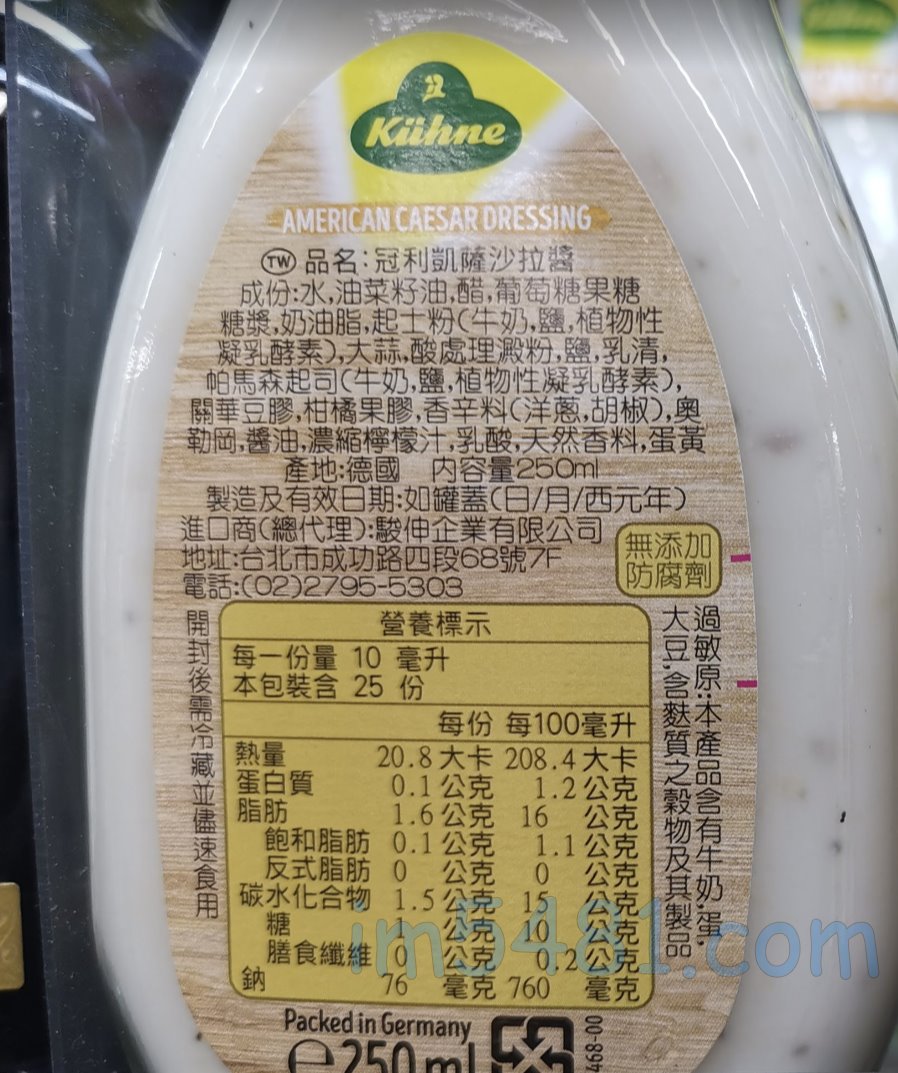 Kühne
AMERICAN CAESAR DRESSING
TW 品名:冠利凱薩沙拉醬
成份:水,油菜籽油,醋,葡萄糖果糖
糖漿,奶油脂,起士粉(牛奶,鹽,植物性
凝乳酵素),大蒜,酸處理澱粉,鹽,乳清,
帕馬森起司(牛奶,鹽,植物性凝乳酵素),
關華豆膠,柑橘果膠,香辛料(洋蔥,胡椒),奧
勒岡,醬油,濃縮檸檬汁,乳酸,天然香料,蛋黃
產地:德國 內容量250ml
製造及有效日期:如罐蓋(日/月/西元年)
進口商(總代理):駿伸企業有限公司
地址:台北市成功路四段68號7F
電話:(02)2795-5303
無添加
防腐劑
開封後需冷藏並儘速食用
營養標示
每一份量 10 毫升
本包裝含 25 份
每份 每100毫升
熱量 20.8 大卡 208.4 大卡
蛋白質 0.1 公克 1.2 公克
脂肪 1.6 公克 16 公克
飽和脂肪 0.1 公克 1.1 公克
反式脂肪 0 公克 0 公克
碳水化合物 1.5 公克 15 公克
糖 1 公克 10 公克
膳食纖維 0 公克 0.2 公克
鈉 76 毫克 760 毫克
過敏原:本產品含有牛奶,蛋,
大豆,含麩質之穀物及其製品
im5481.com
Packed in Germany
e 250 ml
468-00